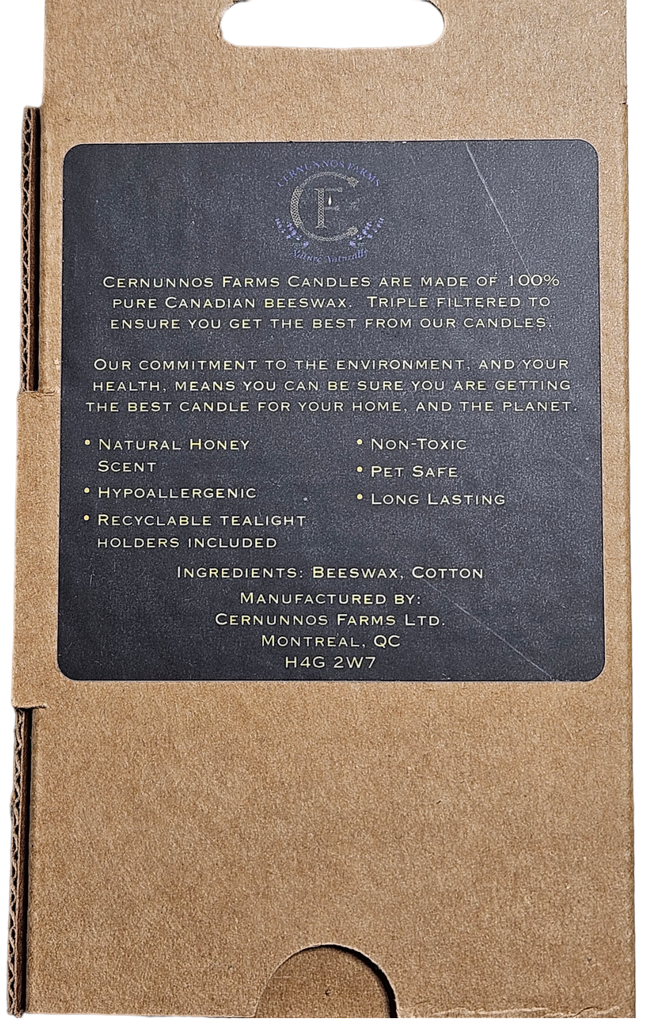 CERNUNNOS FARMS
CF
Nature Naturally
CERNUNNOS FARMS CANDLES ARE MADE OF 100%
PURE CANADIAN BEESWAX. TRIPLE FILTERED TO
ENSURE YOU GET THE BEST FROM OUR CANDLES.
OUR COMMITMENT TO THE ENVIRONMENT, AND YOUR
HEALTH, MEANS YOU CAN BE SURE YOU ARE GETTING
THE BEST CANDLE FOR YOUR HOME, AND THE PLANET.
• NATURAL HONEY
SCENT
• HYPOALLERGENIC
• RECYCLABLE TEALIGHT
HOLDERS INCLUDED
• NON-TOXIC
• PET SAFE
• LONG LASTING
INGREDIENTS: BEESWAX, COTTON
MANUFACTURED BY:
CERNUNNOS FARMS LTD.
MONTREAL, QC
H4G 2W7